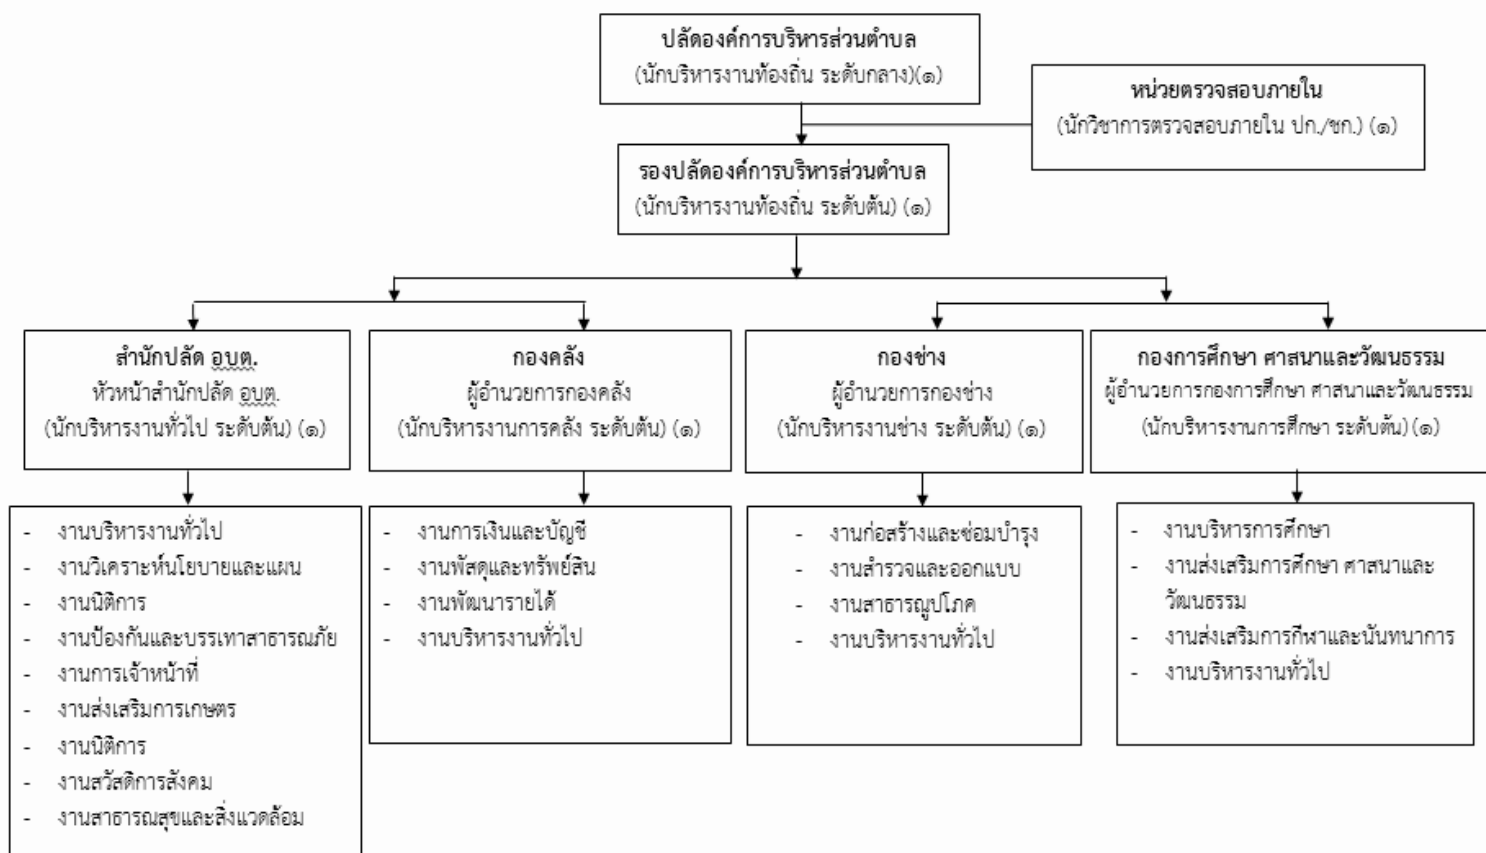 ปลัดองค์การบริหารส่วนตำบล
(นักบริหารงานท้องถิ่น ระดับกลาง)(๑)
หน่วยตรวจสอบภายใน
(นักวิชาการตรวจสอบภายใน ปก./ชก.) (๑)
รองปลัดองค์การบริหารส่วนตำบล
(นักบริหารงานท้องถิ่น ระดับต้น) (๑)
สำนักปลัด อบต.
หัวหน้าสำนักปลัด อบต.
(นักบริหารงานทั่วไป ระดับต้น) (๑)
กองคลัง
ผู้อำนวยการกองคลัง
(นักบริหารงานการคลัง ระดับต้น) (๑)
กองช่าง
ผู้อำนวยการกองช่าง
(นักบริหารงานช่าง ระดับต้น) (๑)
กองการศึกษา ศาสนาและวัฒนธรรม
ผู้อำนวยการกองการศึกษา ศาสนาและวัฒนธรรม
(นักบริหารงานการศึกษา ระดับต้น) (๑)
- งานบริหารงานทั่วไป
- งานวิเคราะห์นโยบายและแผน
- งานนิติการ
- งานป้องกันและบรรเทาสาธารณภัย
- งานการเจ้าหน้าที่
- งานส่งเสริมการเกษตร
- งานนิติการ
- งานสวัสดิการสังคม
- งานสาธารณสุขและสิ่งแวดล้อม
- งานการเงินและบัญชี
- งานพัสดุและทรัพย์สิน
- งานพัฒนารายได้
- งานบริหารงานทั่วไป
- งานก่อสร้างและซ่อมบำรุง
- งานสำรวจและออกแบบ
- งานสาธารณูปโภค
- งานบริหารงานทั่วไป
- งานบริหารการศึกษา
- งานส่งเสริมการศึกษา ศาสนาและ
วัฒนธรรม
- งานส่งเสริมการกีฬาและนันทนาการ
- งานบริหารงานทั่วไป